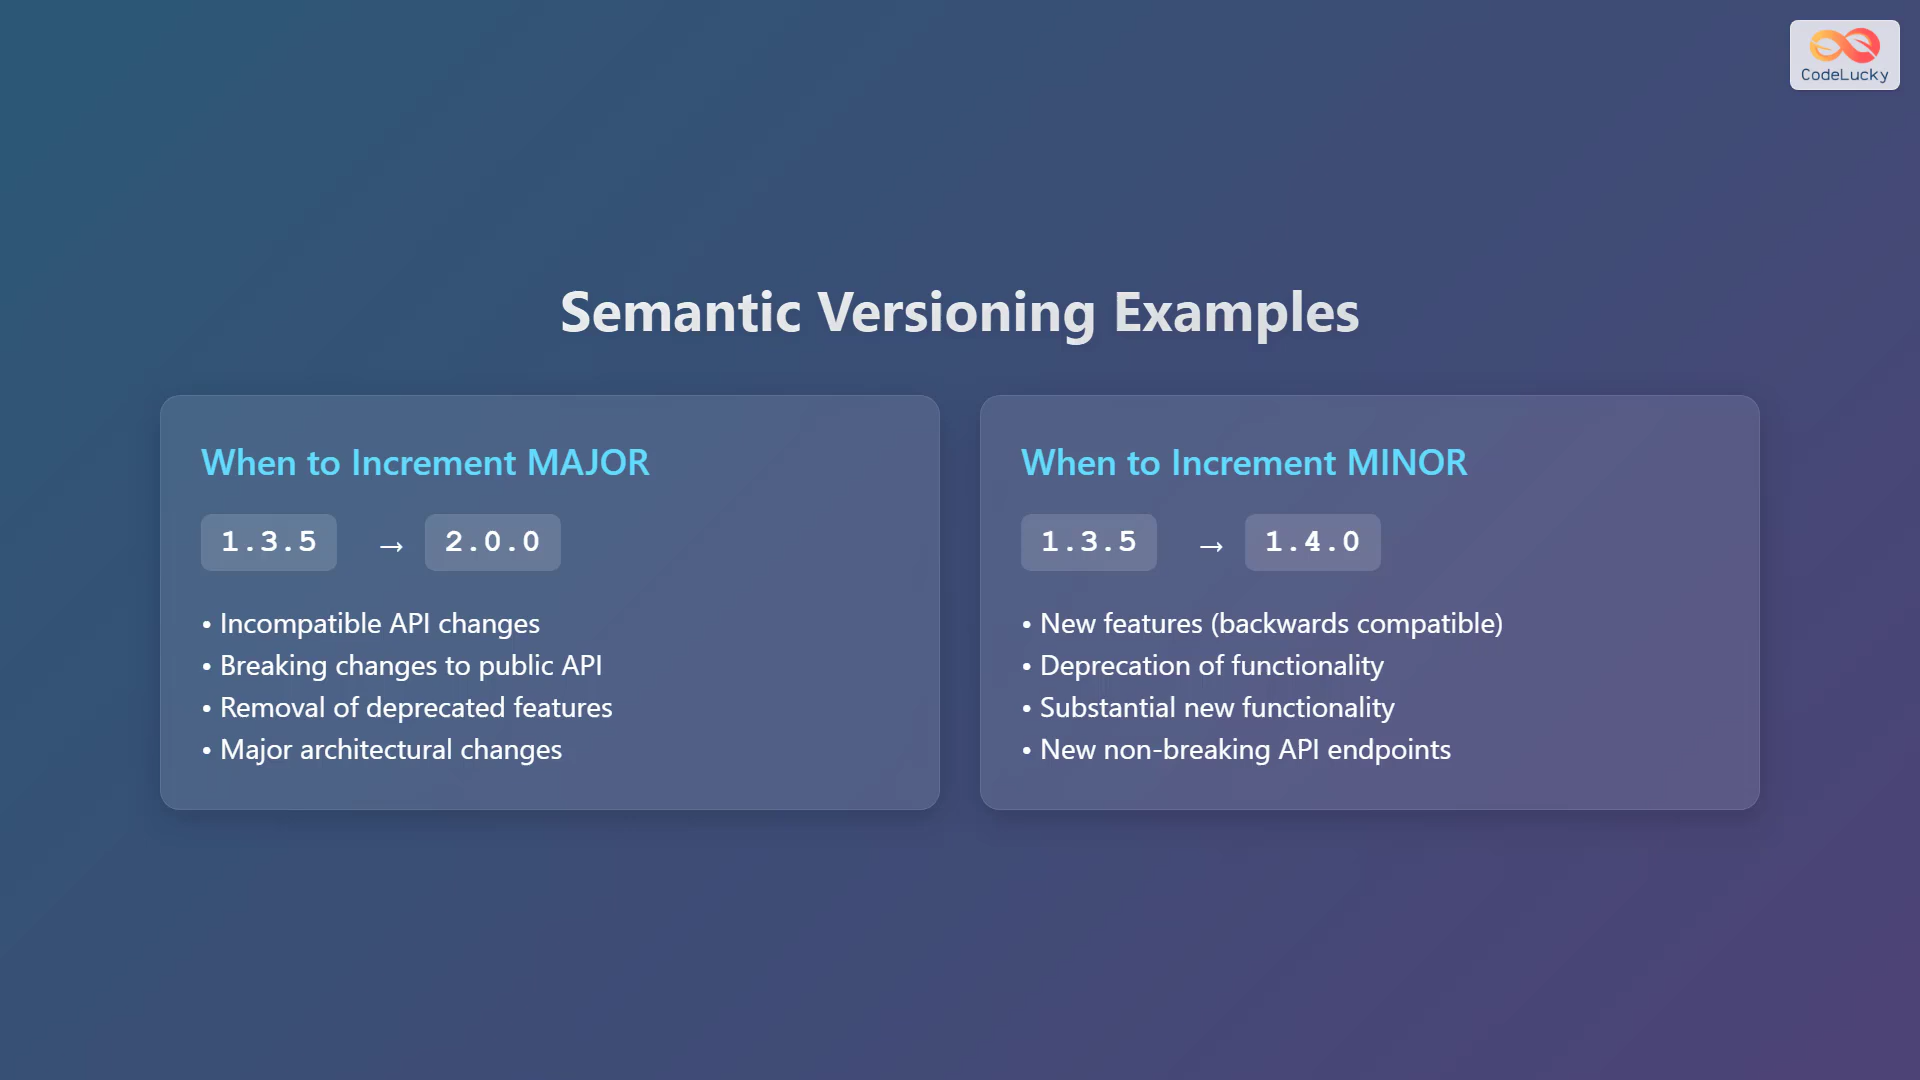 CodeLucky
Semantic Versioning Examples
When to Increment MAJOR
1.3.5 → 2.0.0
• Incompatible API changes
• Breaking changes to public API
• Removal of deprecated features
• Major architectural changes
When to Increment MINOR
1.3.5 → 1.4.0
• New features (backwards compatible)
• Deprecation of functionality
• Substantial new functionality
• New non-breaking API endpoints